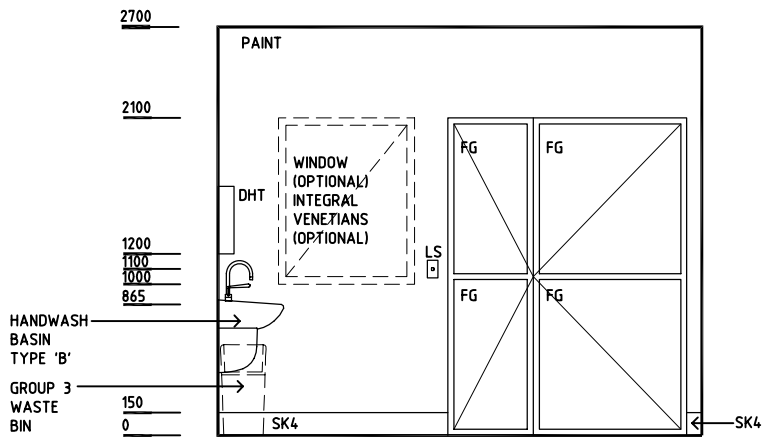 2700
PAINT
2100
FG
FG
WINDOW
(OPTIONAL)
INTEGRAL
VENETIANS
(OPTIONAL)
DHT
1200
LS
1100
1000
865
FG
FG
HANDWASH
BASIN
TYPE 'B'
GROUP 3
WASTE
BIN
150
0
SK4
SK4